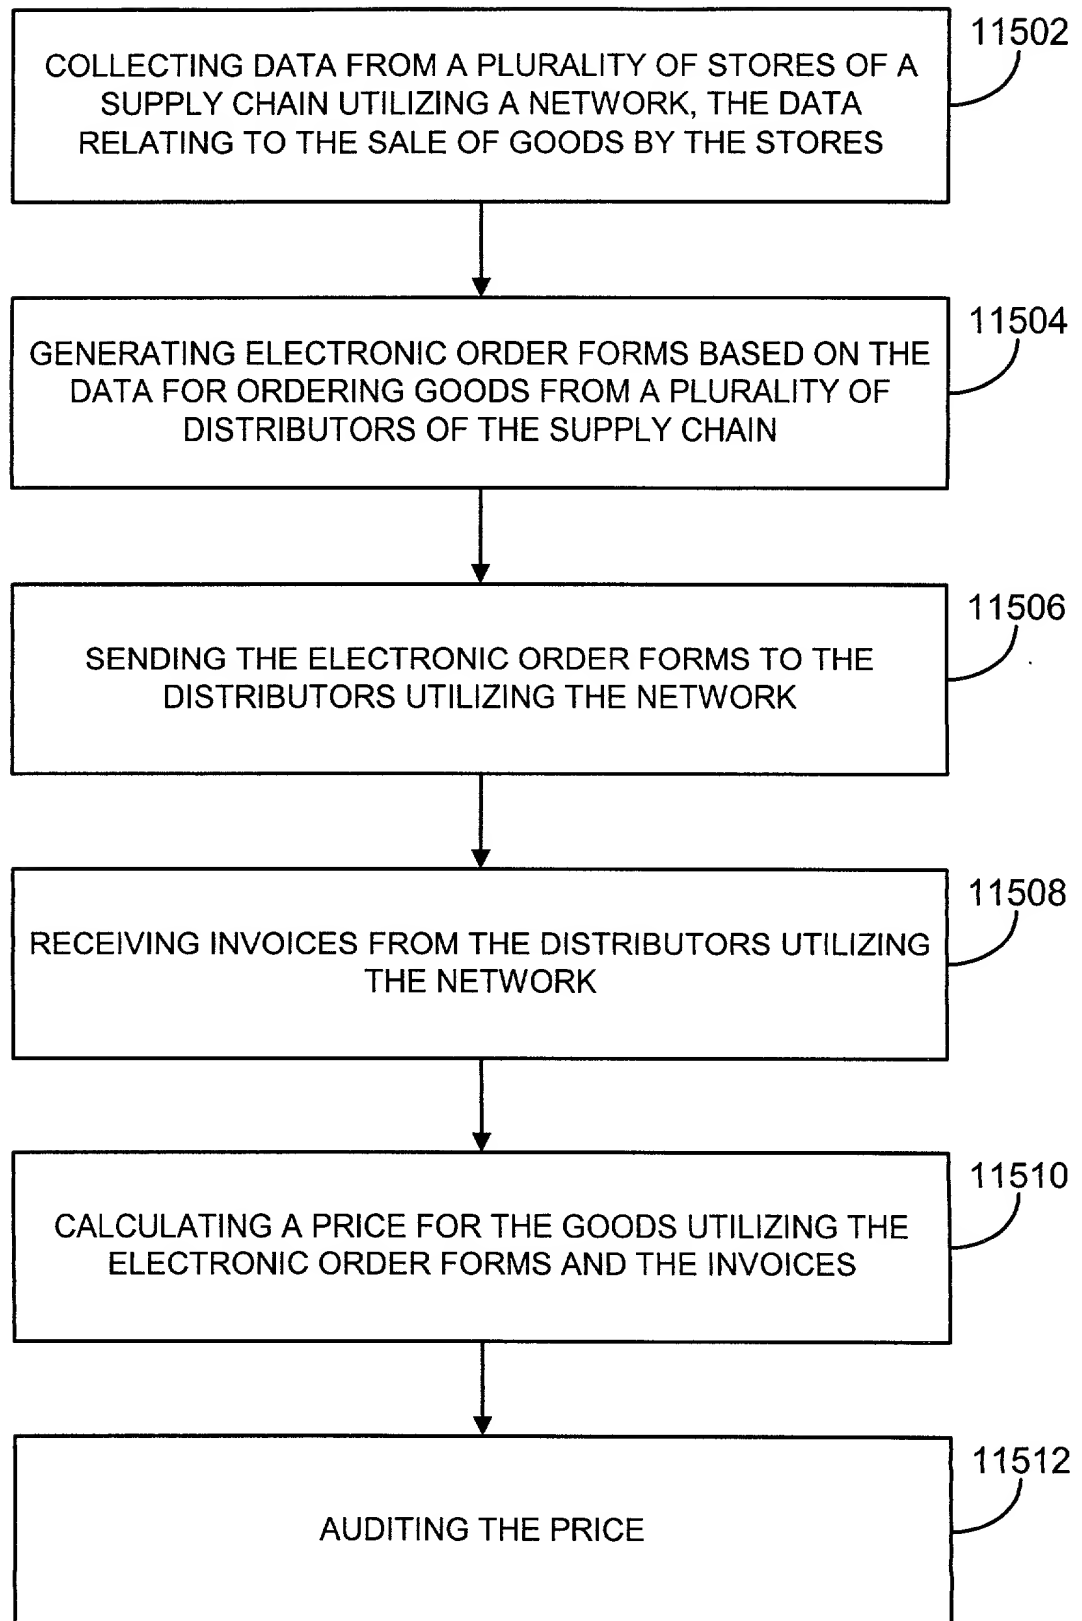 11502
COLLECTING DATA FROM A PLURALITY OF STORES OF A
SUPPLY CHAIN UTILIZING A NETWORK, THE DATA
RELATING TO THE SALE OF GOODS BY THE STORES
11504
GENERATING ELECTRONIC ORDER FORMS BASED ON THE
DATA FOR ORDERING GOODS FROM A PLURALITY OF
DISTRIBUTORS OF THE SUPPLY CHAIN
11506
SENDING THE ELECTRONIC ORDER FORMS TO THE
DISTRIBUTORS UTILIZING THE NETWORK
11508
RECEIVING INVOICES FROM THE DISTRIBUTORS UTILIZING
THE NETWORK
11510
CALCULATING A PRICE FOR THE GOODS UTILIZING THE
ELECTRONIC ORDER FORMS AND THE INVOICES
11512
AUDITING THE PRICE